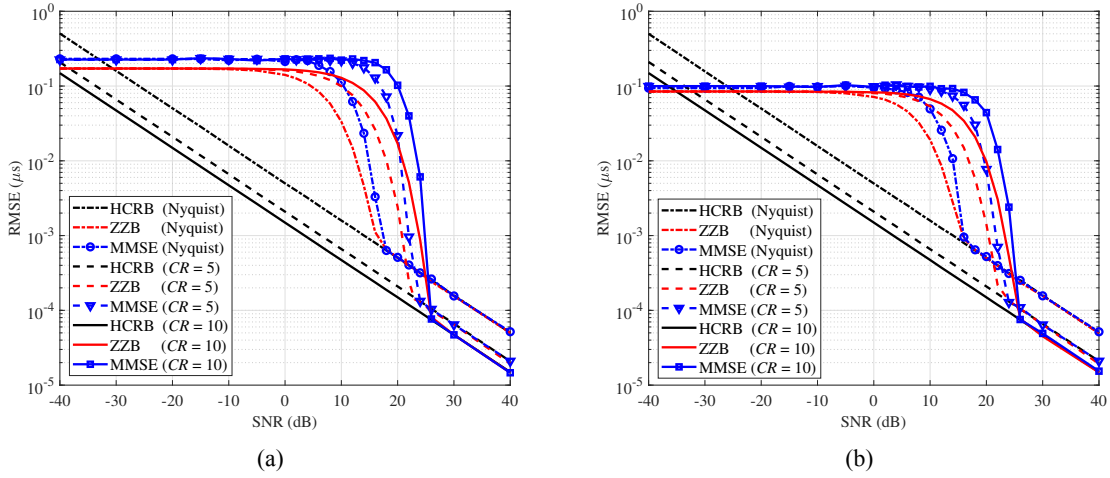 10^0
10^-1
10^-2
10^-3
10^-4
10^-5
RMSE (μs)
HCRB (Nyquist)
ZZB (Nyquist)
MMSE (Nyquist)
HCRB (CR = 5)
ZZB (CR = 5)
MMSE (CR = 5)
HCRB (CR = 10)
ZZB (CR = 10)
MMSE (CR = 10)
-40 -30 -20 -10 0 10 20 30 40
SNR (dB)
(a)
10^0
10^-1
10^-2
10^-3
10^-4
10^-5
RMSE (μs)
HCRB (Nyquist)
ZZB (Nyquist)
MMSE (Nyquist)
HCRB (CR = 5)
ZZB (CR = 5)
MMSE (CR = 5)
HCRB (CR = 10)
ZZB (CR = 10)
MMSE (CR = 10)
-40 -30 -20 -10 0 10 20 30 40
SNR (dB)
(b)